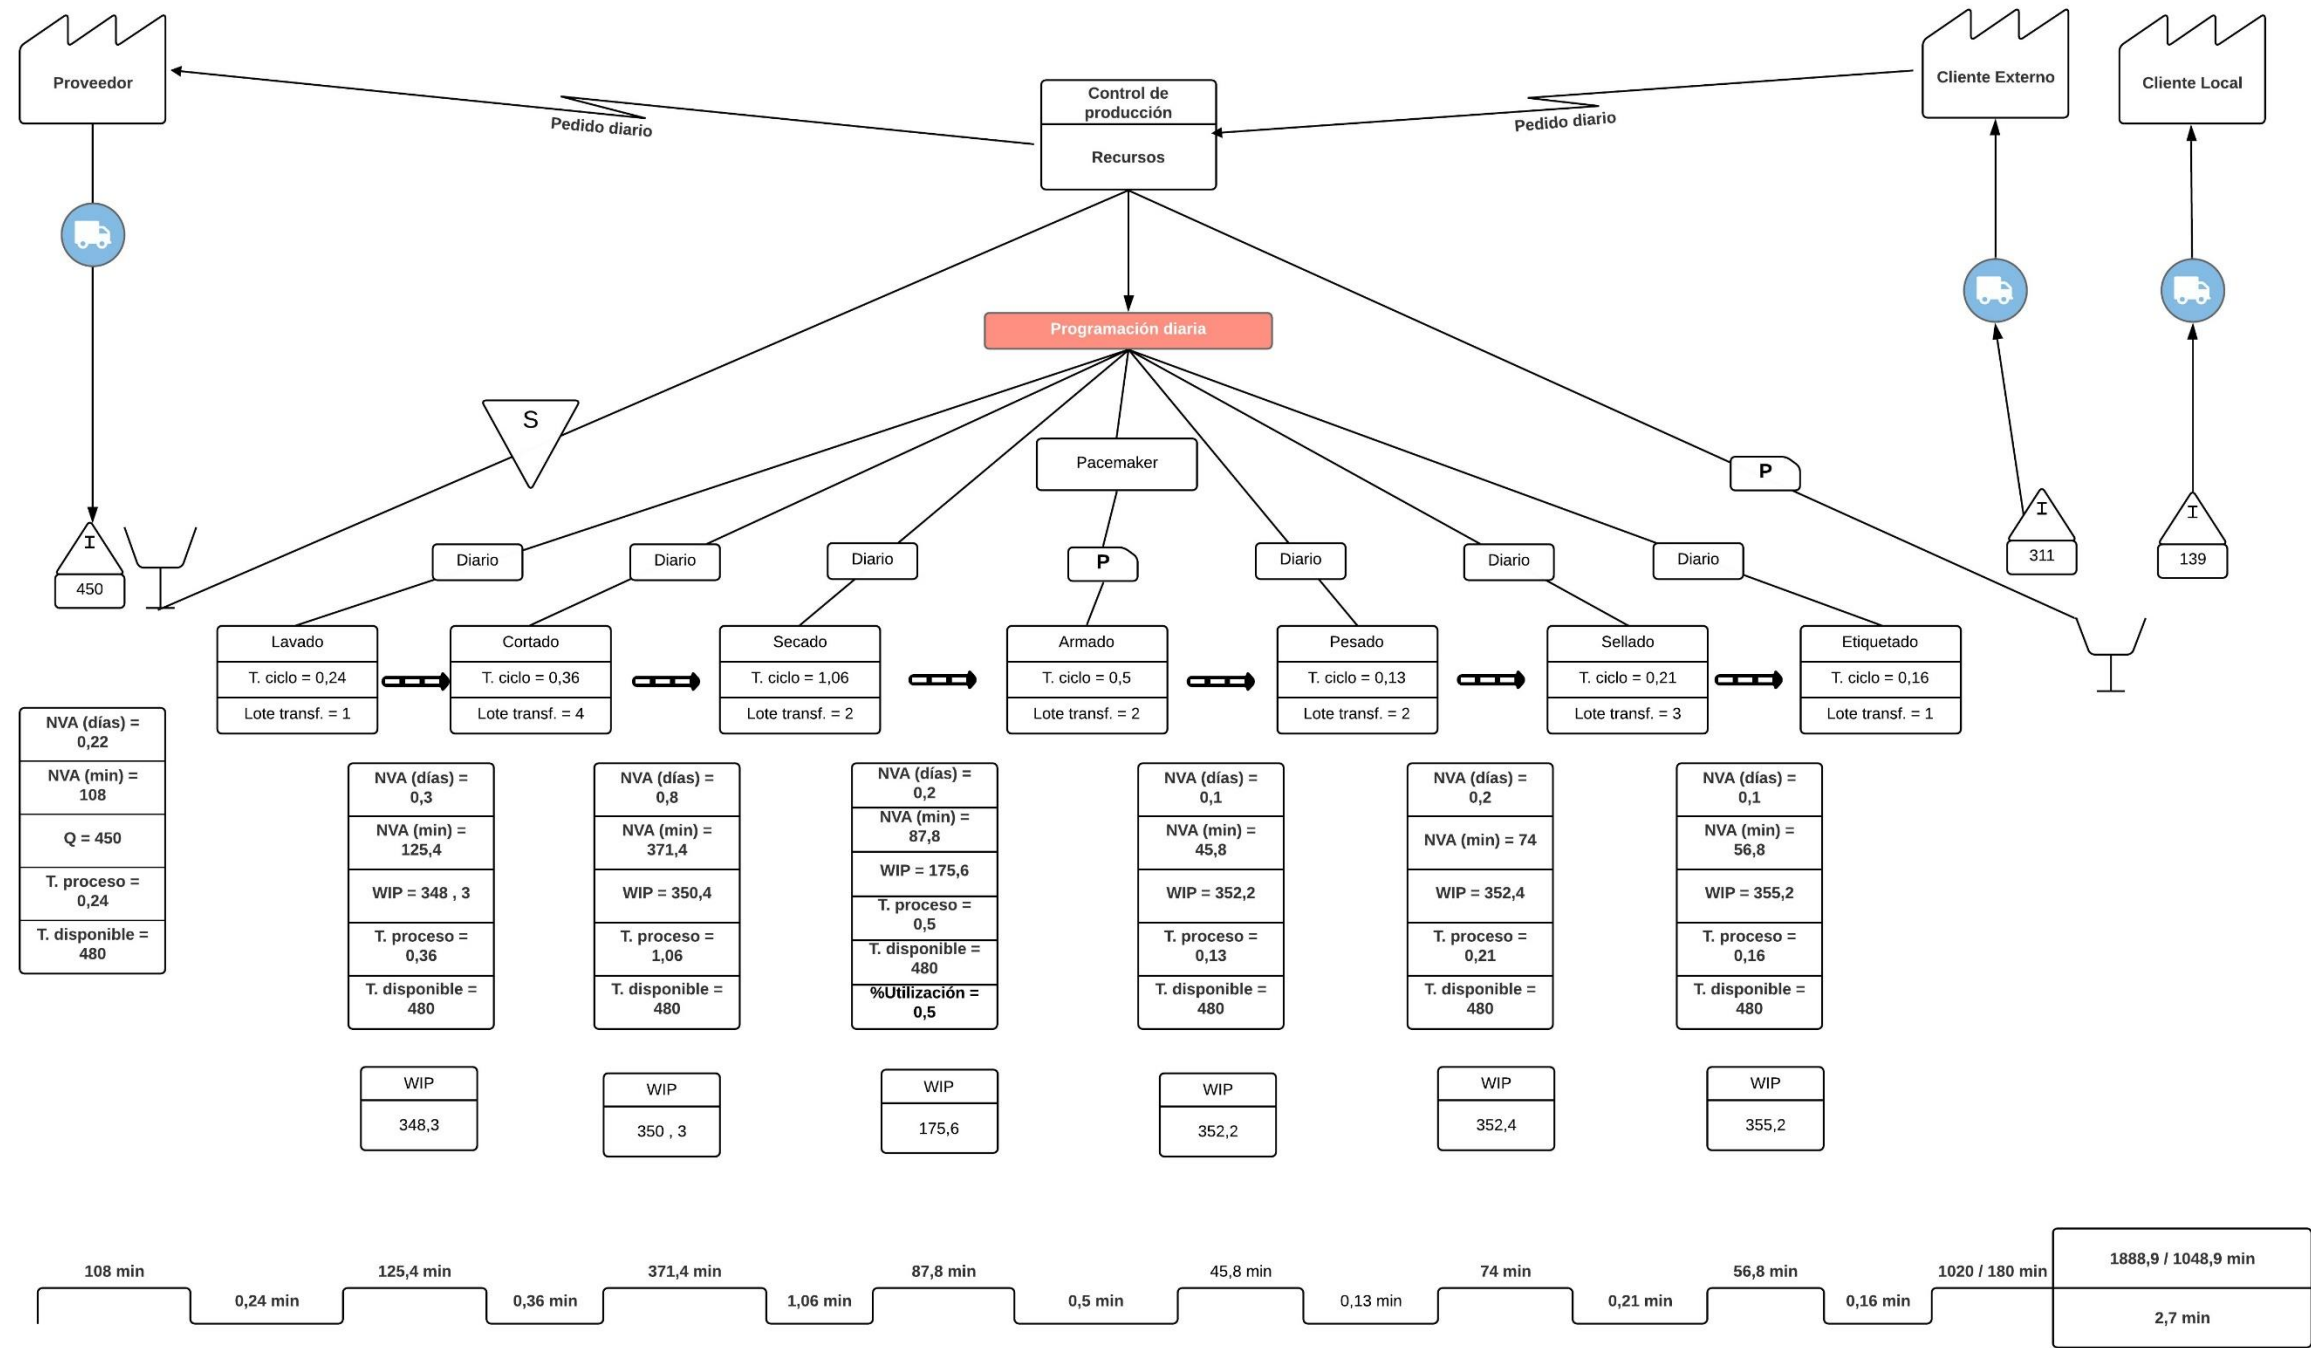 Proveedor
Pedido diario
Control de
producción
Recursos
Pedido diario
Cliente Externo
Cliente Local
Programación diaria
S
Pacemaker
P
I
450
Diario
Diario
Diario
P
Diario
Diario
Diario
I
311
I
139
Lavado
T. ciclo = 0,24
Lote transf. = 1
Cortado
T. ciclo = 0,36
Lote transf. = 4
Secado
T. ciclo = 1,06
Lote transf. = 2
Armado
T. ciclo = 0,5
Lote transf. = 2
Pesado
T. ciclo = 0,13
Lote transf. = 2
Sellado
T. ciclo = 0,21
Lote transf. = 3
Etiquetado
T. ciclo = 0,16
Lote transf. = 1
NVA (días) =
0,22
NVA (min) =
108
Q = 450
T. proceso =
0,24
T. disponible =
480
NVA (días) =
0,3
NVA (min) =
125,4
WIP = 348 , 3
T. proceso =
0,36
T. disponible =
480
NVA (días) =
0,8
NVA (min) =
371,4
WIP = 350,4
T. proceso =
1,06
T. disponible =
480
NVA (días) =
0,2
NVA (min) =
87,8
WIP = 175,6
T. proceso =
0,5
T. disponible =
480
%Utilización =
0,5
NVA (días) =
0,1
NVA (min) =
45,8
WIP = 352,2
T. proceso =
0,13
T. disponible =
480
NVA (días) =
0,2
NVA (min) = 74
WIP = 352,4
T. proceso =
0,21
T. disponible =
480
NVA (días) =
0,1
NVA (min) =
56,8
WIP = 355,2
T. proceso =
0,16
T. disponible =
480
WIP
348,3
WIP
350 , 3
WIP
175,6
WIP
352,2
WIP
352,4
WIP
355,2
108 min
0,24 min
125,4 min
0,36 min
371,4 min
1,06 min
87,8 min
0,5 min
45,8 min
0,13 min
74 min
0,21 min
56,8 min
0,16 min
1020 / 180 min
1888,9 / 1048,9 min
2,7 min